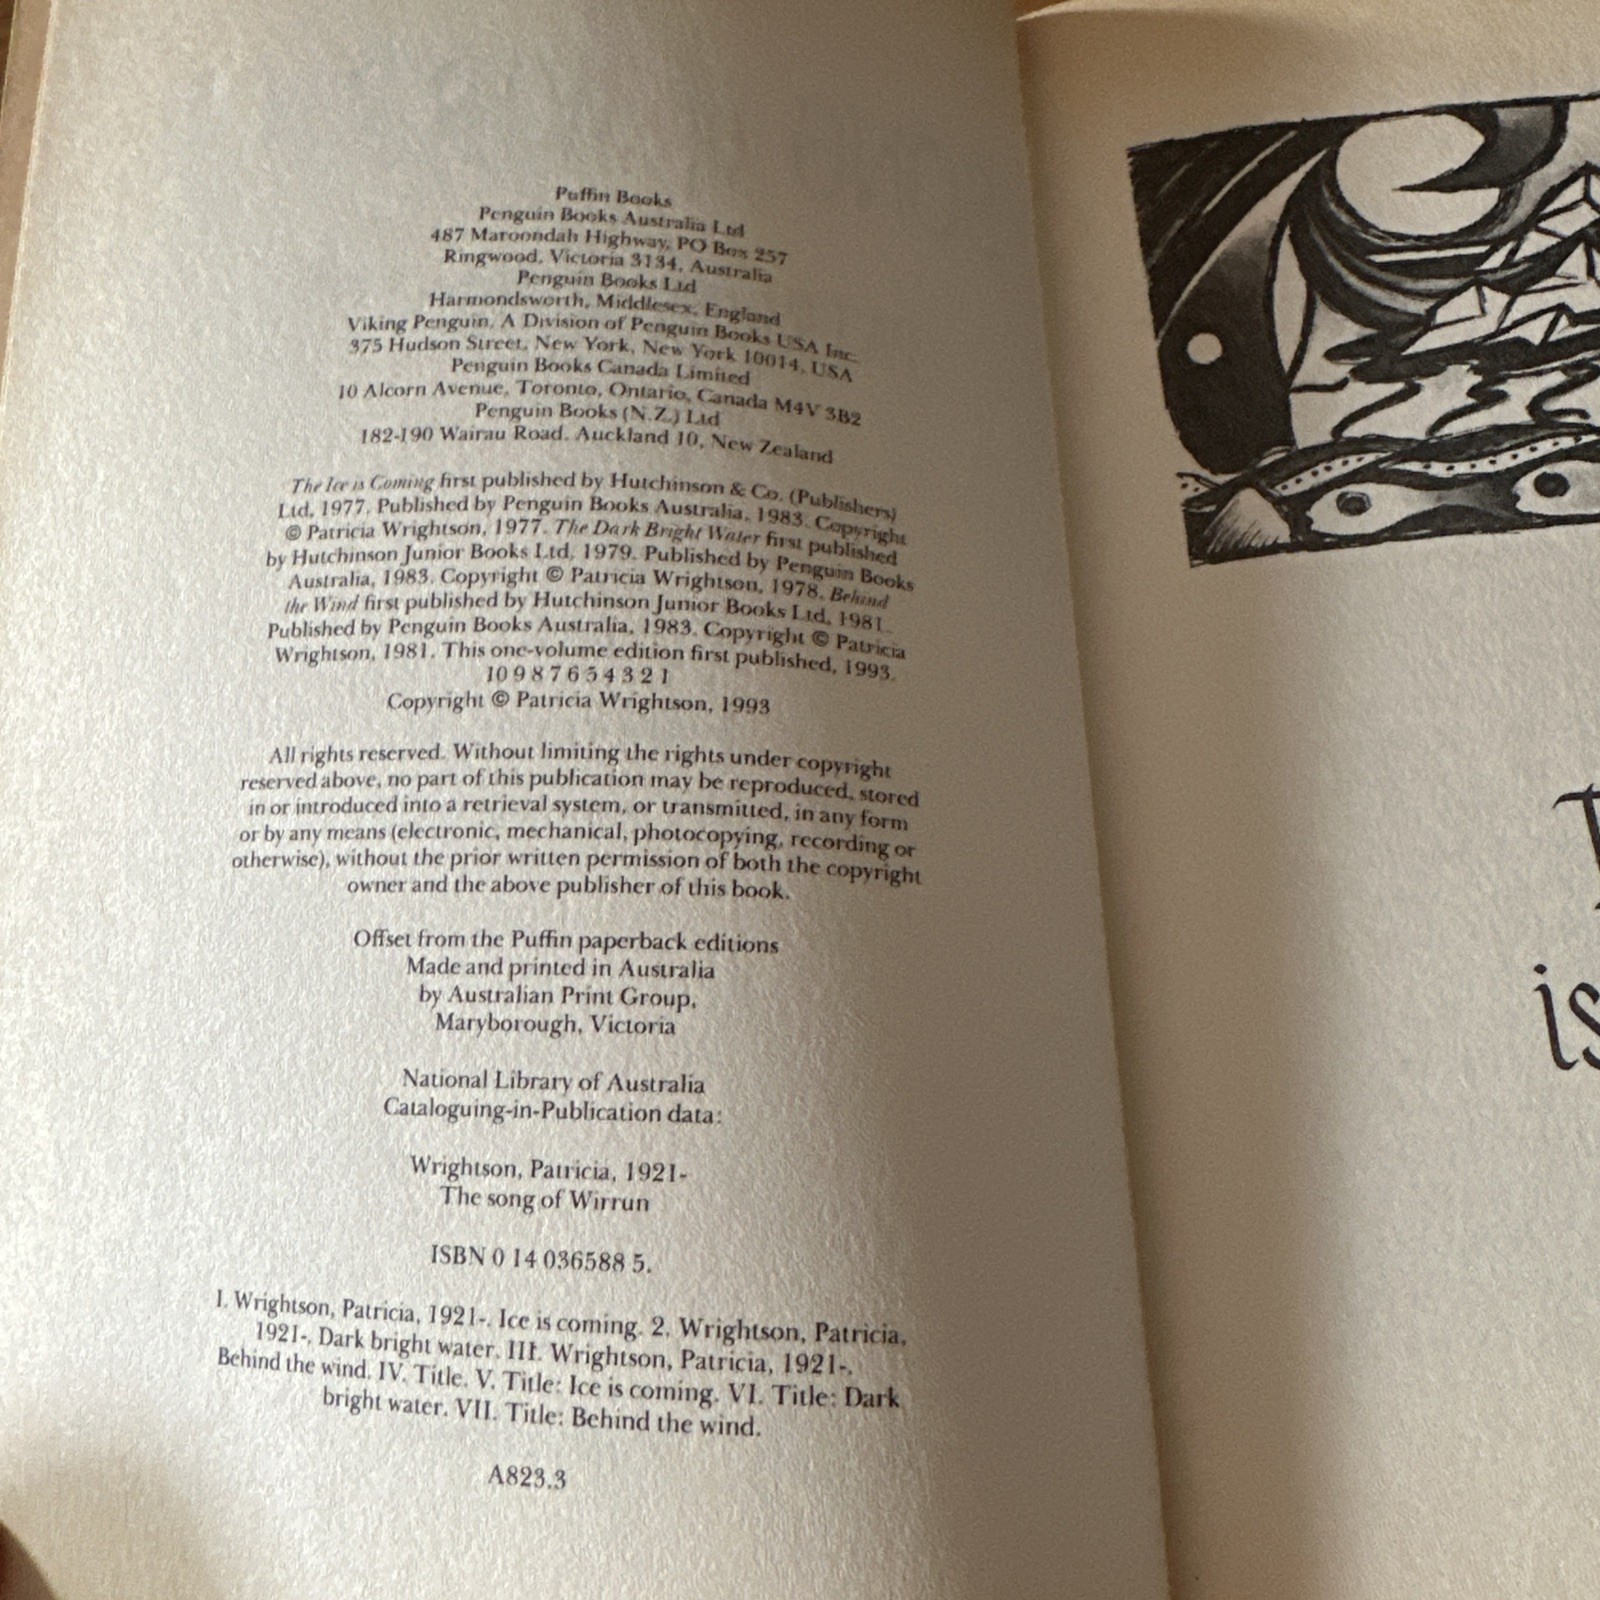 Puffin Books
Penguin Books Australia Ltd
487 Maroondah Highway, PO Box 257
Ringwood, Victoria 3134, Australia
Penguin Books Ltd
Harmondsworth, Middlesex, England
Viking Penguin, A Division of Penguin Books USA Inc.
375 Hudson Street, New York, New York 10014, USA
Penguin Books Canada Limited
10 Alcorn Avenue, Toronto, Ontario, Canada M4V 3B2
Penguin Books (N.Z.) Ltd
182-190 Wairau Road, Auckland 10, New Zealand
The Ice is Coming first published by Hutchinson & Co. (Publishers)
Ltd, 1977. Published by Penguin Books Australia, 1983. Copyright
© Patricia Wrightson, 1977. The Dark Bright Water first published
by Hutchinson Junior Books Ltd, 1979. Published by Penguin Books
Australia, 1983. Copyright © Patricia Wrightson, 1978. Behind
the Wind first published by Hutchinson Junior Books Ltd, 1981.
Published by Penguin Books Australia, 1983. Copyright © Patricia
Wrightson, 1981. This one-volume edition first published, 1993.
10 9 8 7 6 5 4 3 2 1
Copyright © Patricia Wrightson, 1993
All rights reserved. Without limiting the rights under copyright
reserved above, no part of this publication may be reproduced, stored
in or introduced into a retrieval system, or transmitted, in any form
or by any means (electronic, mechanical, photocopying, recording or
otherwise), without the prior written permission of both the copyright
owner and the above publisher of this book.
Offset from the Puffin paperback editions
Made and printed in Australia
by Australian Print Group,
Maryborough, Victoria
National Library of Australia
Cataloguing-in-Publication data:
Wrightson, Patricia, 1921-
The song of Wirrun
ISBN 0 14 036588 5.
I. Wrightson, Patricia, 1921-. Ice is coming. 2. Wrightson, Patricia,
1921-. Dark bright water. III. Wrightson, Patricia, 1921-.
Behind the wind. IV. Title. V. Title: Ice is coming. VI. Title: Dark
bright water. VII. Title: Behind the wind.
A823.3
is